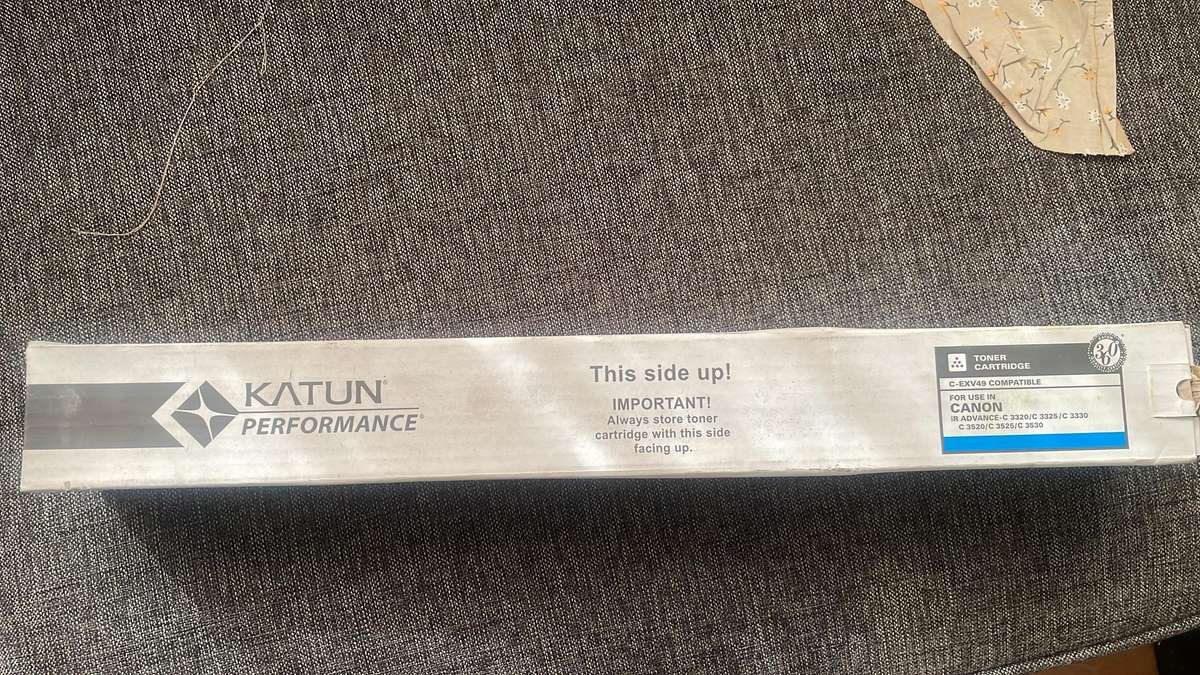 KATUN®
PERFORMANCE®
This side up!
IMPORTANT!
Always store toner
cartridge with this side
facing up.
TONER
CARTRIDGE
360
C-EXV49 COMPATIBLE
FOR USE IN
CANON
iR ADVANCE-C 3320/C 3325/C 3330
C 3520/C 3525/C 3530